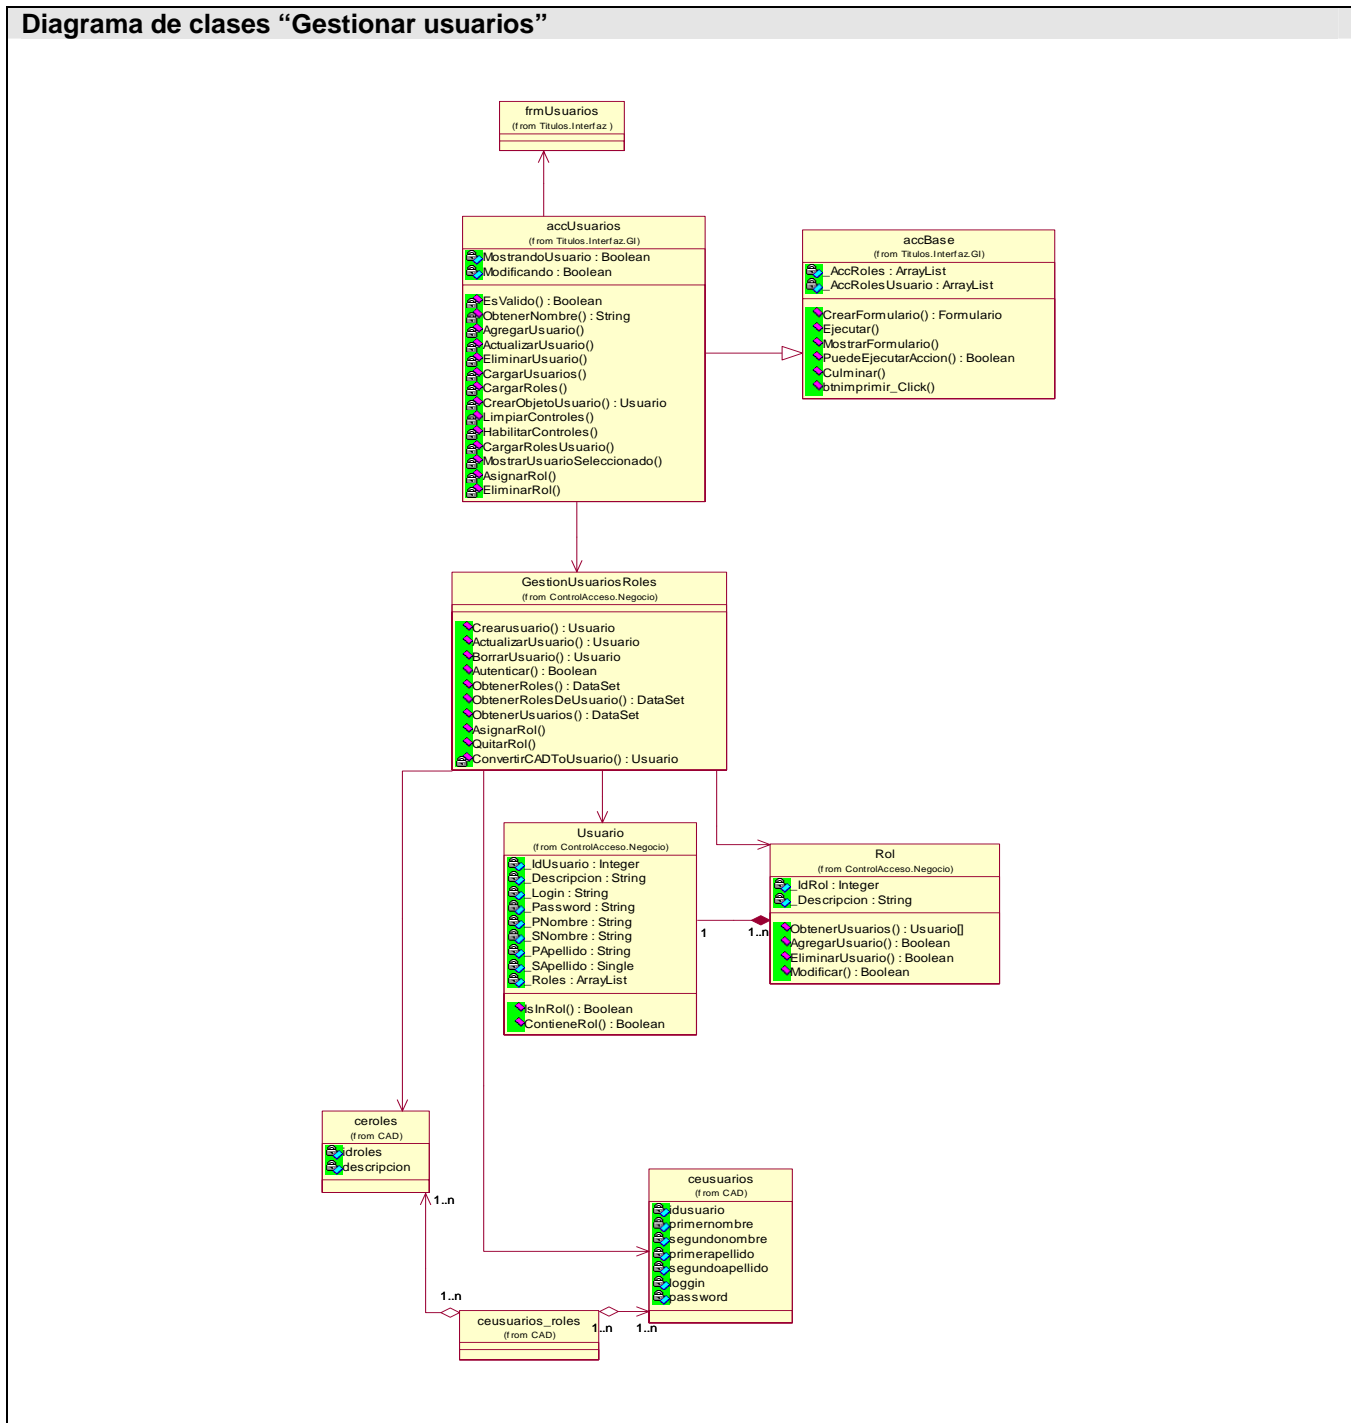 Diagrama de clases “Gestionar usuarios”
frmUsuarios
(from Titulos.Interfaz )
accUsuarios
(from Titulos.Interfaz.GI)
MostrandoUsuario : Boolean
Modificando : Boolean
EsValido() : Boolean
ObtenerNombre() : String
AgregarUsuario()
ActualizarUsuario()
EliminarUsuario()
CargarUsuarios()
CargarRoles()
CrearObjetoUsuario() : Usuario
LimpiarControles()
HabilitarControles()
CargarRolesUsuario()
MostrarUsuarioSeleccionado()
AsignarRol()
EliminarRol()
accBase
(from Titulos.Interfaz.GI)
_AccRoles : ArrayList
_AccRolesUsuario : ArrayList
CrearFormulario() : Formulario
Ejecutar()
MostrarFormulario()
PuedeEjecutarAccion() : Boolean
Culminar()
btnimprimir_Click()
GestionUsuariosRoles
(from ControlAcceso.Negocio)
Crearusuario() : Usuario
ActualizarUsuario() : Usuario
BorrarUsuario() : Usuario
Autenticar() : Boolean
ObtenerRoles() : DataSet
ObtenerRolesDeUsuario() : DataSet
ObtenerUsuarios() : DataSet
AsignarRol()
QuitarRol()
ConvertirCADToUsuario() : Usuario
Usuario
(from ControlAcceso.Negocio)
_IdUsuario : Integer
_Descripcion : String
_Login : String
_Password : String
_PNombre : String
_SNombre : String
_PApellido : String
_SApellido : Single
_Roles : ArrayList
IsInRol() : Boolean
ContieneRol() : Boolean
1
1..n
Rol
(from ControlAcceso.Negocio)
_IdRol : Integer
_Descripcion : String
ObtenerUsuarios() : Usuario[]
AgregarUsuario() : Boolean
EliminarUsuario() : Boolean
Modificar() : Boolean
ceroles
(from CAD)
idroles
descripcion
1..n
1..n
ceusuarios
(from CAD)
idusuario
primernombre
segundonombre
primerapellido
segundoapellido
loggin
password
ceusuarios_roles
(from CAD)
1..n
1..n